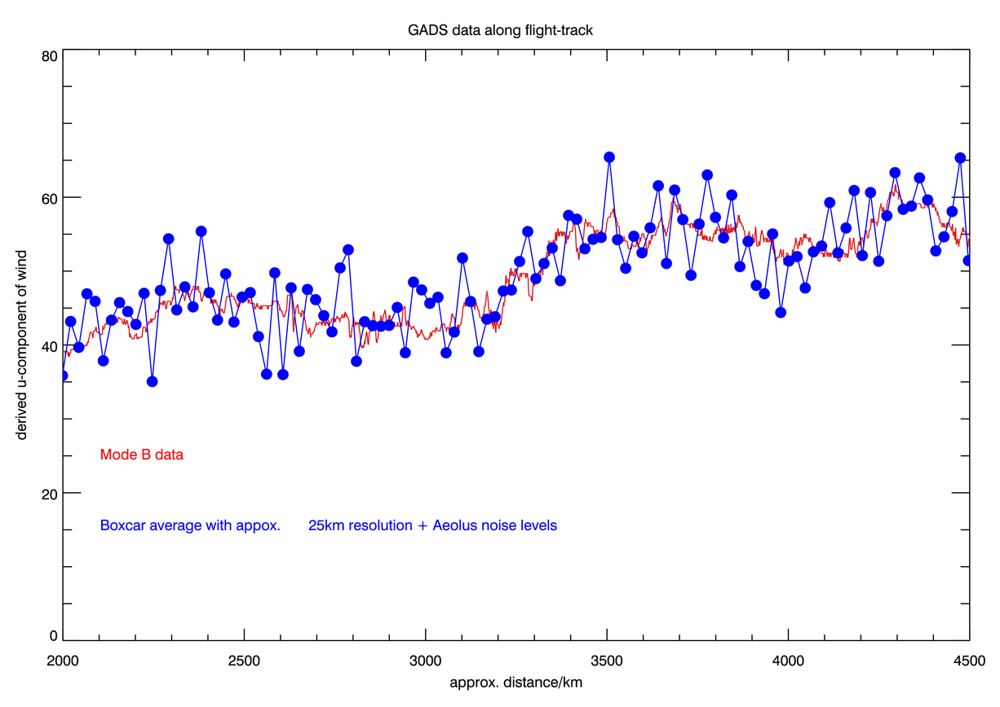 GADS data along flight-track
80
60
40
20
0
derived u-component of wind
Mode B data
Boxcar average with appox. 25km resolution + Aeolus noise levels
2000 2500 3000 3500 4000 4500
approx. distance/km